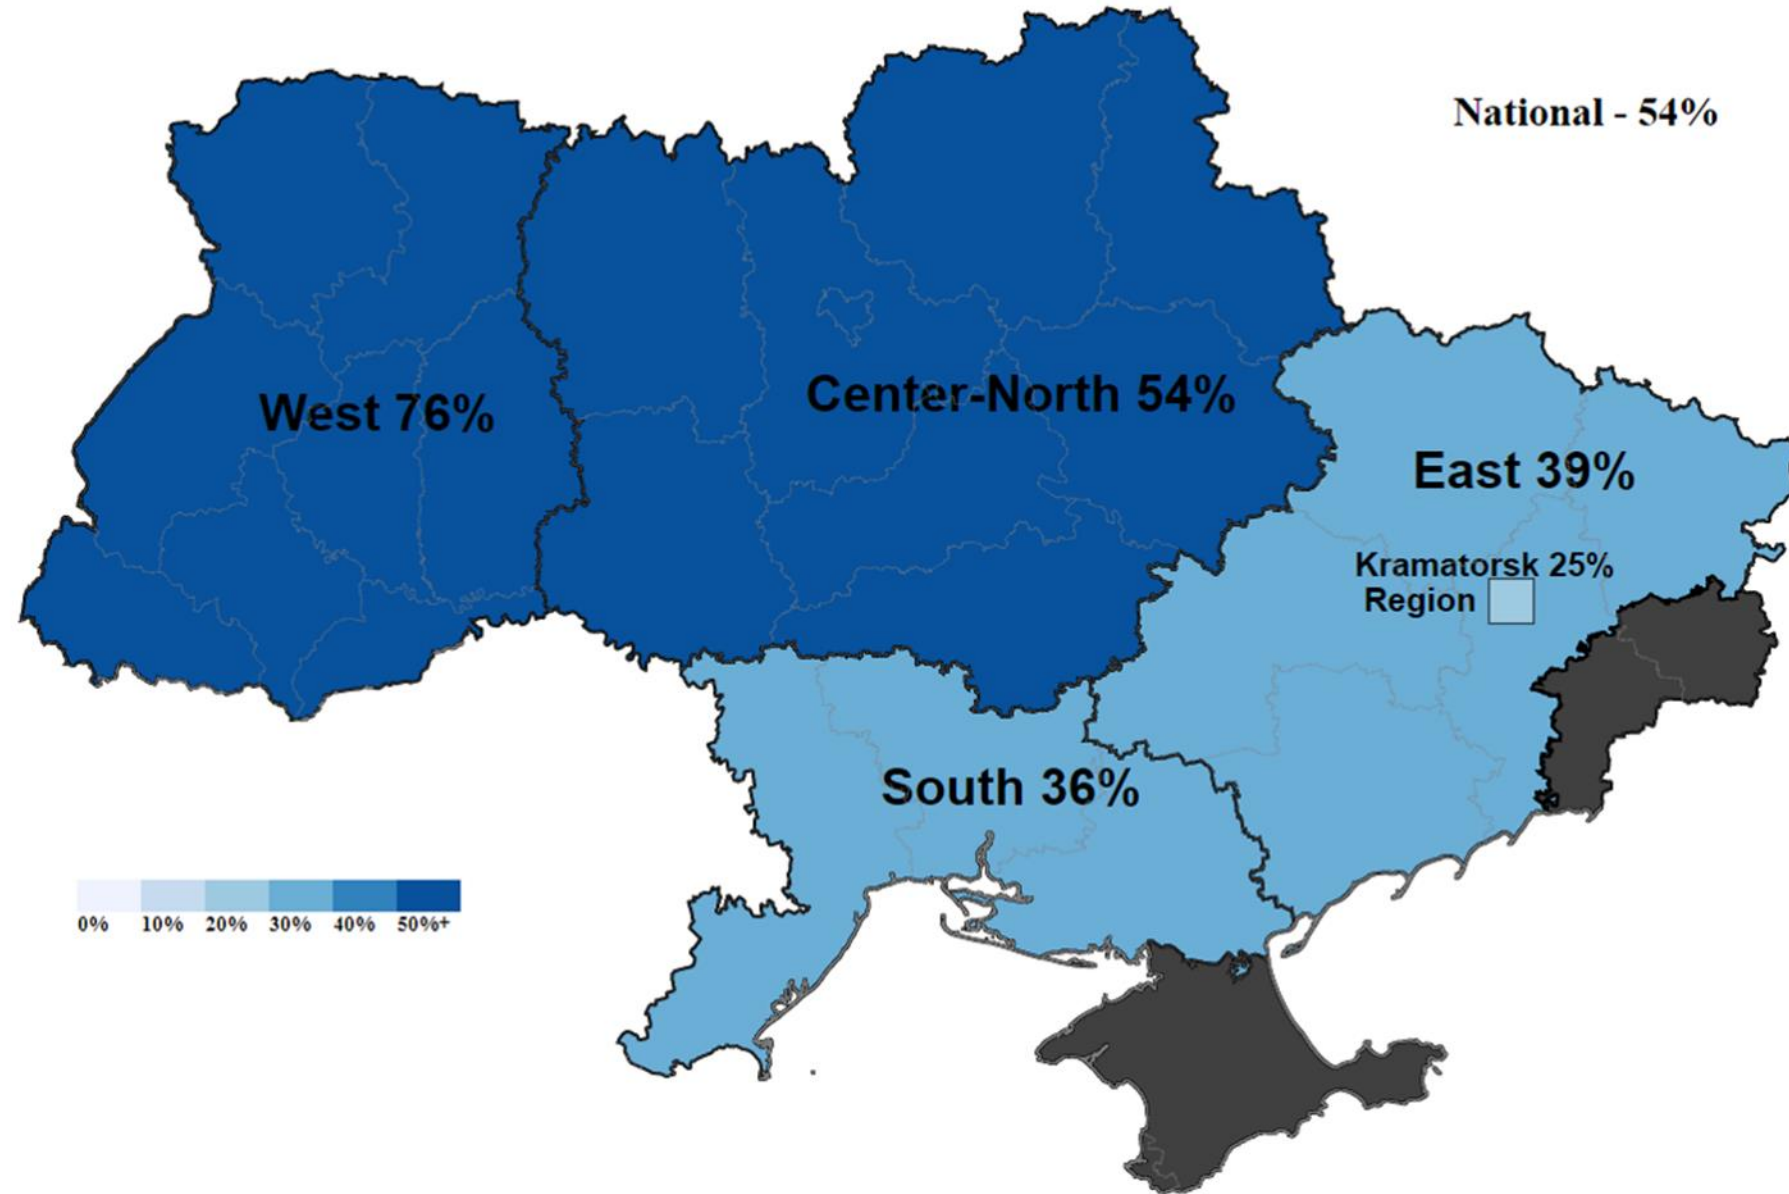 National - 54%
West 76%
Center-North 54%
East 39%
Kramatorsk 25%
Region
South 36%
0% 10% 20% 30% 40% 50%+